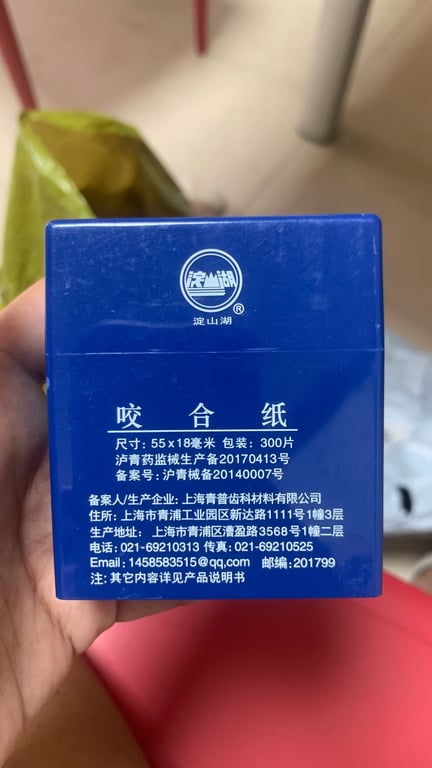 淀山湖
®
淀山湖
咬合纸
尺寸: 55x18毫米 包装: 300片
泸青药监械生产备20170413号
备案号: 沪青械备20140007号
备案人/生产企业: 上海青普齿科材料有限公司
住所: 上海市青浦工业园区新达路1111号1幢3层
生产地址: 上海市青浦区漕盈路3568号1幢二层
电话: 021-69210313 传真: 021-69210525
Email: 1458583515@qq,com 邮编: 201799
注: 其它内容详见产品说明书